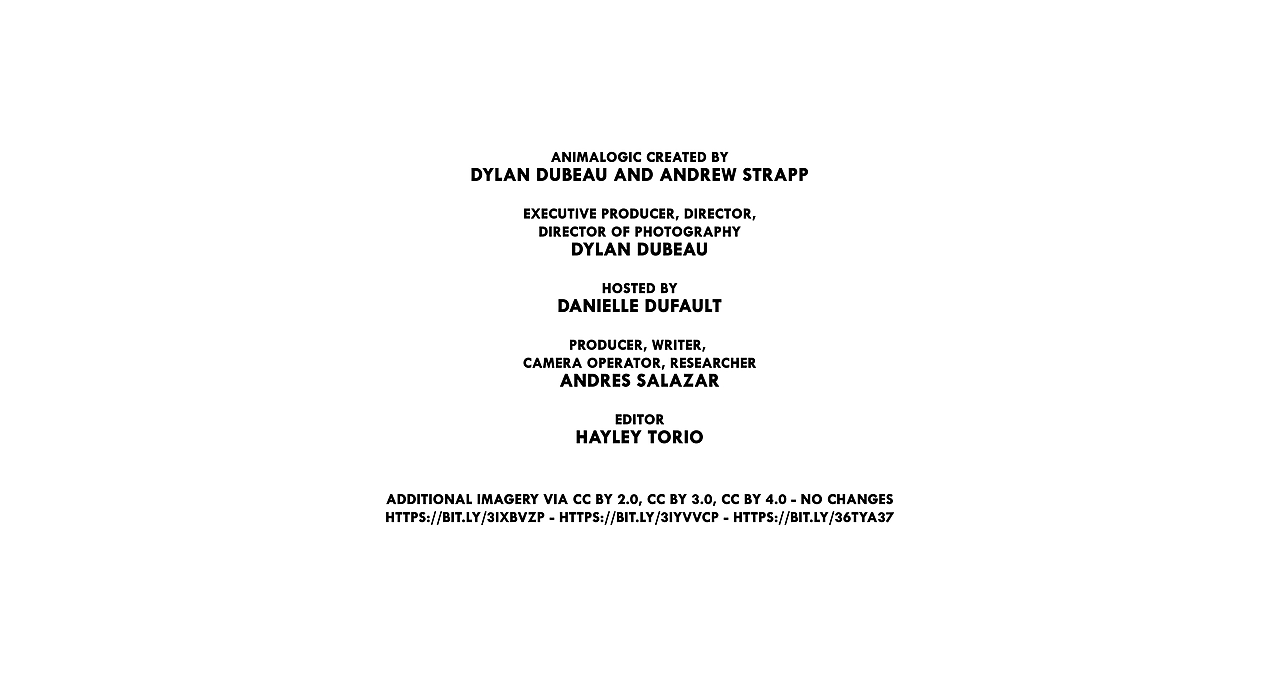 ANIMALOGIC CREATED BY
DYLAN DUBEAU AND ANDREW STRAPP
EXECUTIVE PRODUCER, DIRECTOR,
DIRECTOR OF PHOTOGRAPHY
DYLAN DUBEAU
HOSTED BY
DANIELLE DUFAULT
PRODUCER, WRITER,
CAMERA OPERATOR, RESEARCHER
ANDRES SALAZAR
EDITOR
HAYLEY TORIO
ADDITIONAL IMAGERY VIA CC BY 2.0, CC BY 3.0, CC BY 4.0 - NO CHANGES
HTTPS://BIT.LY/3IXBVZP - HTTPS://BIT.LY/3IYVVCP - HTTPS://BIT.LY/36TYA37